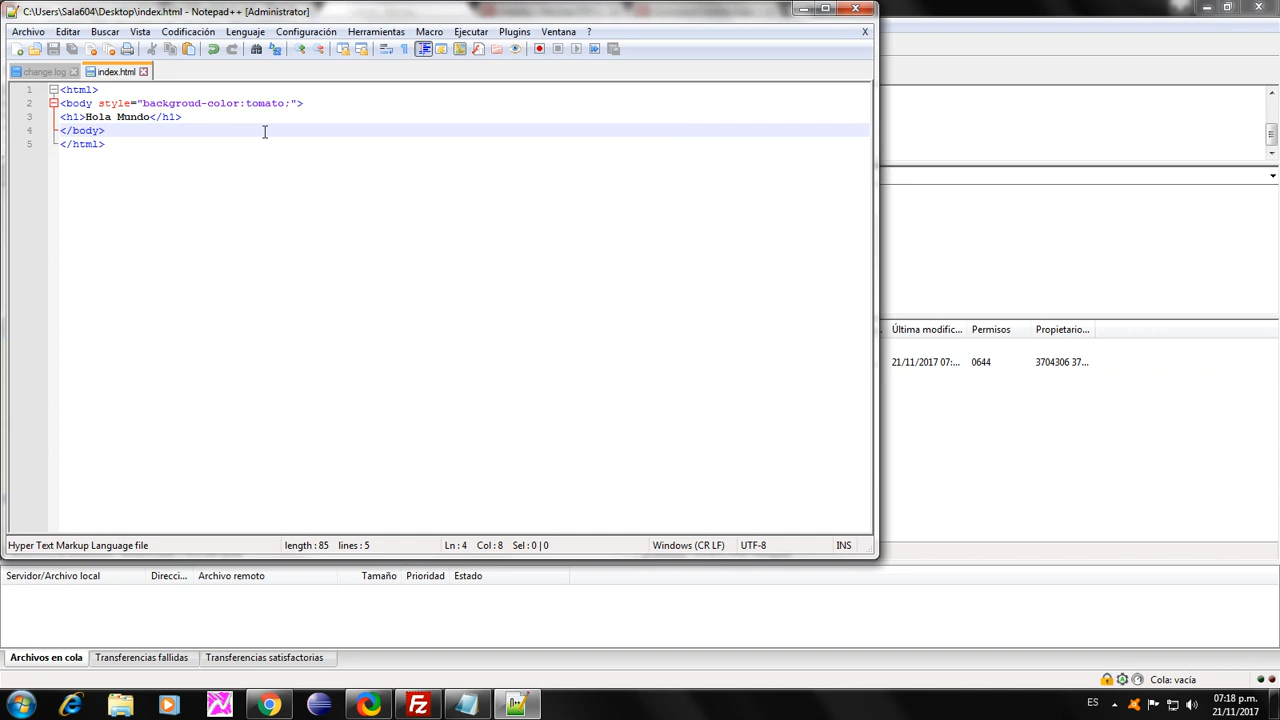 C:\Users\Sala604\Desktop\index.html - Notepad++ [Administrator]
Archivo Editar Buscar Vista Codificación Lenguaje Configuración Herramientas Macro Ejecutar Plugins Ventana ? X
change.log index.html
1 <html>
2 <body style="backgroud-color:tomato;">
3 <h1>Hola Mundo</h1>
4 </body>
5 </html>
Última modific... Permisos Propietario...
21/11/2017 07:... 0644 3704306 37...
Hyper Text Markup Language file length : 85 lines : 5 Ln : 4 Col : 8 Sel : 0 | 0 Windows (CR LF) UTF-8 INS
Servidor/Archivo local Direcci... Archivo remoto Tamaño Prioridad Estado
Archivos en cola Transferencias fallidas Transferencias satisfactorias
Cola: vacía
ES 07:18 p.m.
21/11/2017